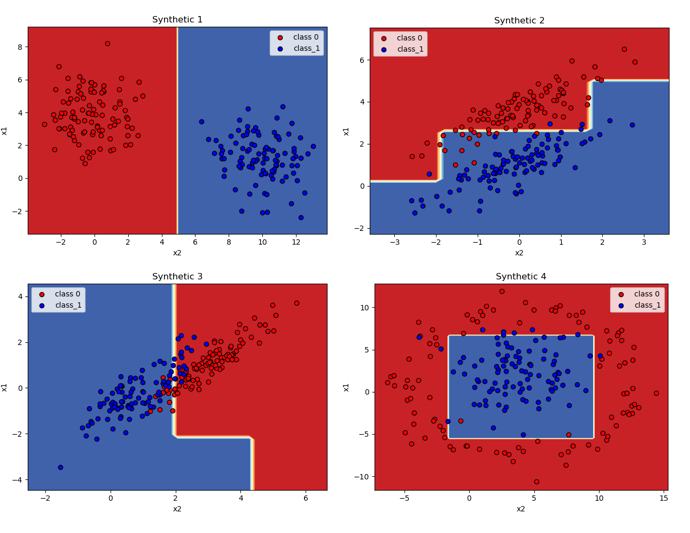 Synthetic 1
class 0
class_1
8
6
4
2
0
−2
x1
−2
0
2
4
6
8
10
12
x2
Synthetic 2
class 0
class_1
6
4
2
0
−2
x1
−3
−2
−1
0
1
2
3
x2
Synthetic 3
class 0
class_1
4
2
0
−2
−4
x1
−2
0
2
4
6
x2
Synthetic 4
class 0
class_1
10
5
0
−5
−10
x1
−5
0
5
10
15
x2